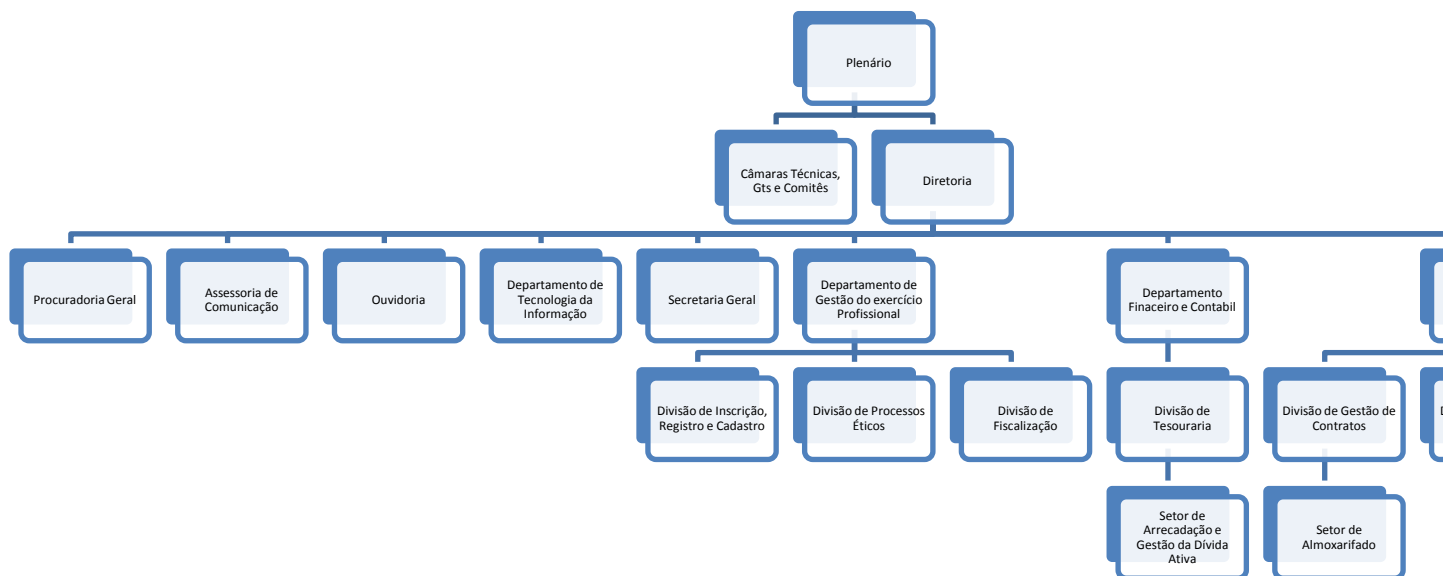 Plenário
Câmaras Técnicas,
Gts e Comitês
Diretoria
Procuradoria Geral
Assessoria de
Comunicação
Ouvidoria
Departamento de
Tecnologia da
Informação
Secretaria Geral
Departamento de
Gestão do exercício
Profissional
Departamento
Finaceiro e Contabil
Divisão de Inscrição,
Registro e Cadastro
Divisão de Processos
Éticos
Divisão de
Fiscalização
Divisão de
Tesouraria
Divisão de Gestão de
Contratos
Setor de
Arrecadação e
Gestão da Dívida
Ativa
Setor de
Almoxarifado